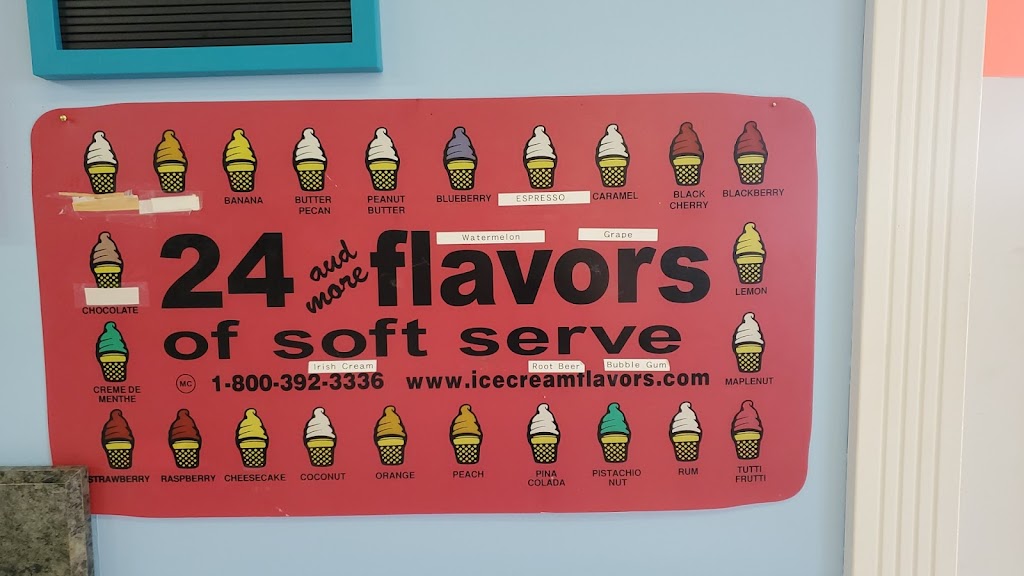 BANANA
BUTTER
PECAN
PEANUT
BUTTER
BLUEBERRY
ESPRESSO
CARAMEL
BLACK
CHERRY
BLACKBERRY
Watermelon
Grape
CHOCOLATE
24 and more flavors
LEMON
of soft serve
CREME DE
MENTHE
Irish Cream
Root Beer
Bubble Gum
MAPLENUT
MC 1-800-392-3336 www.icecreamflavors.com
STRAWBERRY
RASPBERRY
CHEESECAKE
COCONUT
ORANGE
PEACH
PINA
COLADA
PISTACHIO
NUT
RUM
TUTTI
FRUTTI